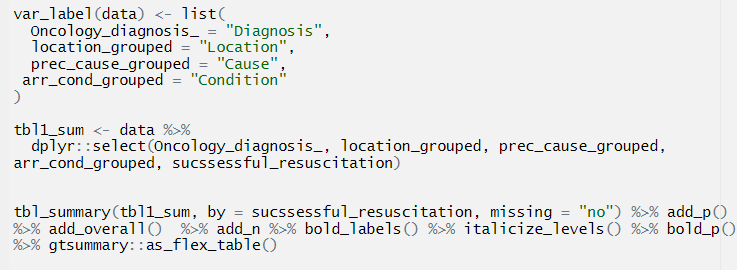 var_label(data) <- list(
  Oncology_diagnosis_ = "Diagnosis",
  location_grouped = "Location",
  prec_cause_grouped = "Cause",
 arr_cond_grouped = "Condition"
)
tbl1_sum <- data %>%
  dplyr::select(Oncology_diagnosis_, location_grouped, prec_cause_grouped,
arr_cond_grouped, sucssessful_resuscitation)
tbl_summary(tbl1_sum, by = sucssessful_resuscitation, missing = "no") %>% add_p()
%>% add_overall()  %>% add_n %>% bold_labels() %>% italicize_levels() %>% bold_p()
%>% gtsummary::as_flex_table()